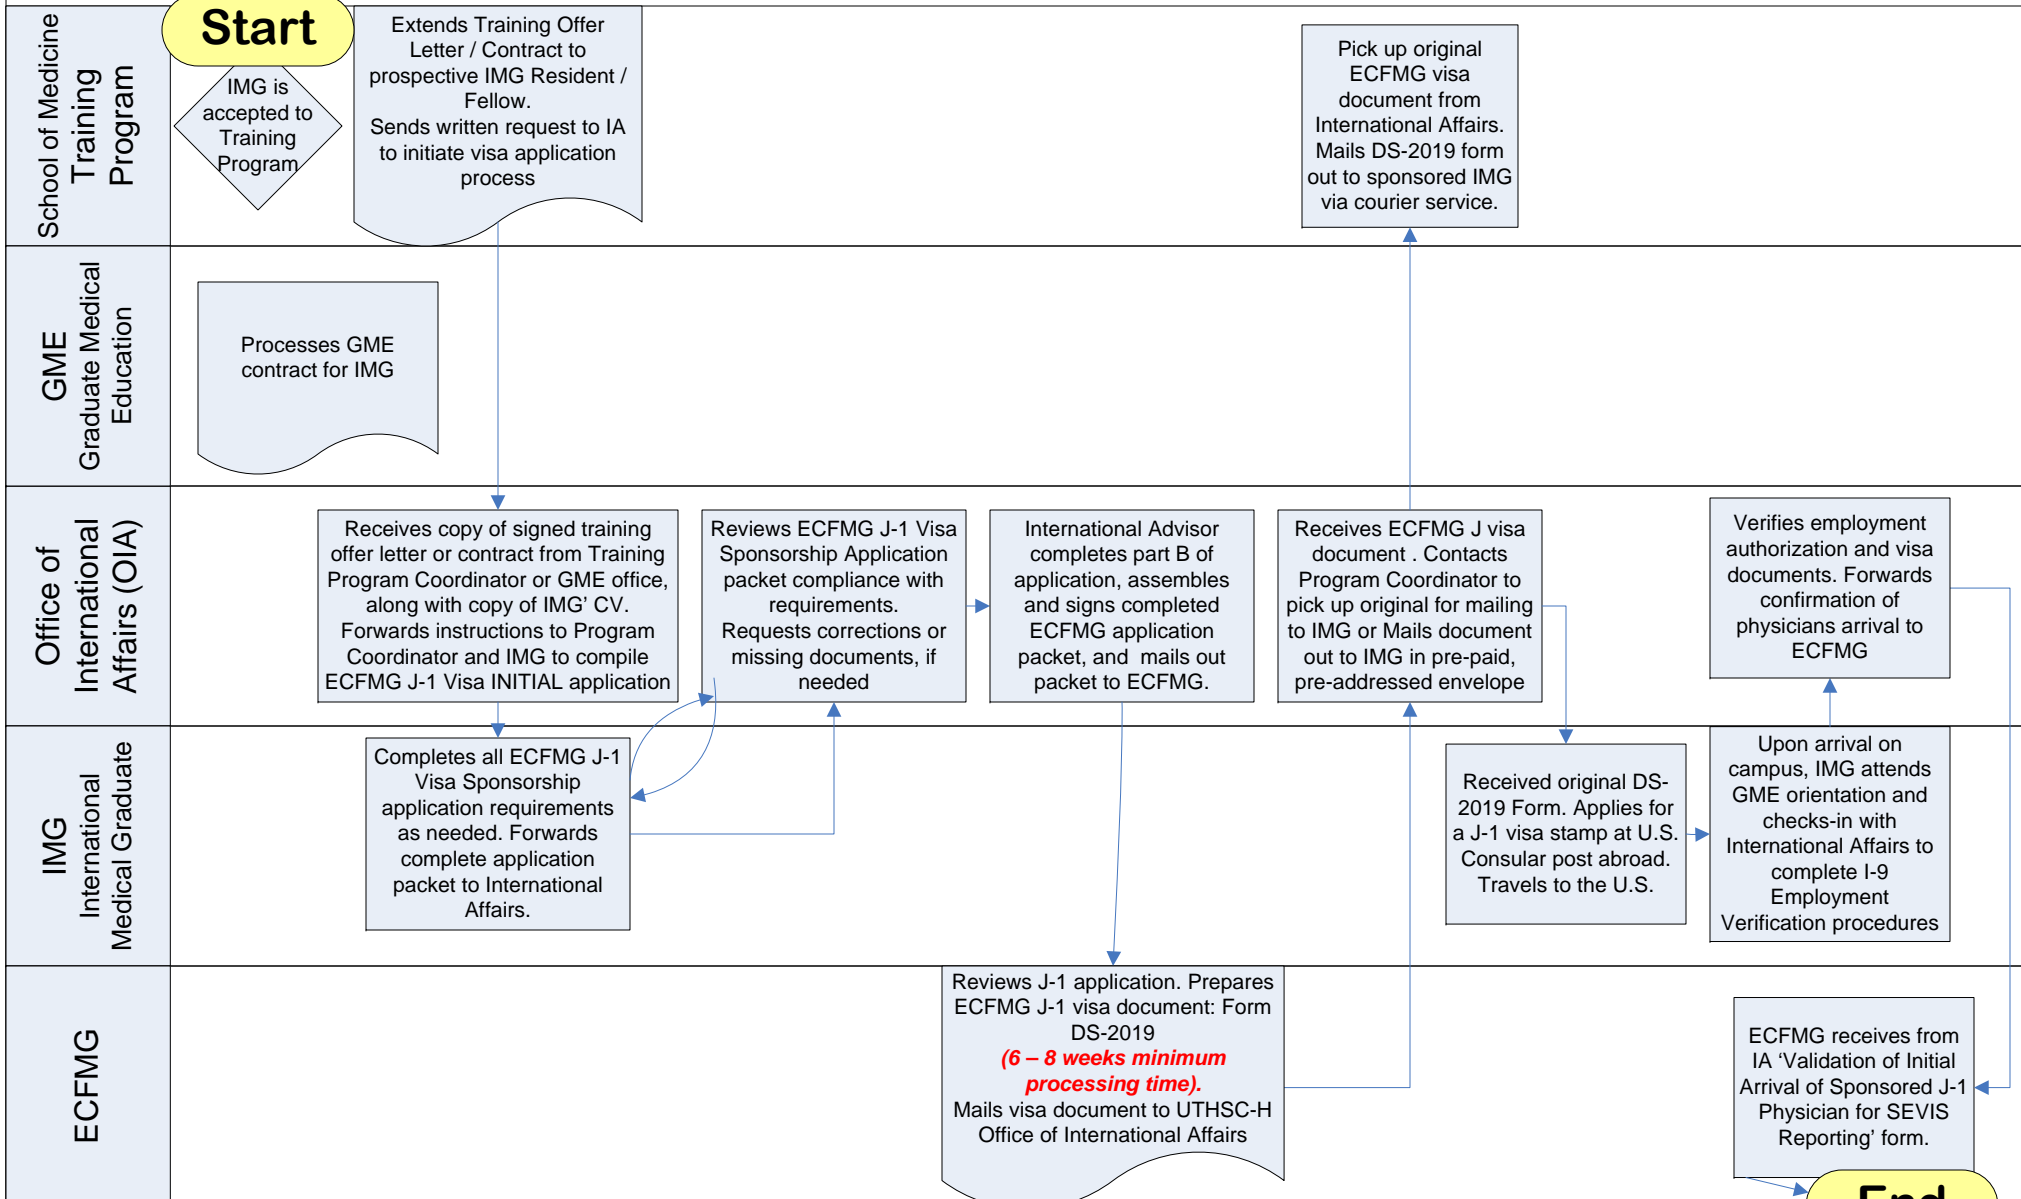 School of Medicine
Training
Program
Start
IMG is
accepted to
Training
Program
Extends Training Offer
Letter / Contract to
prospective IMG Resident /
Fellow.
Sends written request to IA
to initiate visa application
process
Pick up original
ECFMG visa
document from
International Affairs.
Mails DS-2019 form
out to sponsored IMG
via courier service.
GME
Graduate Medical
Education
Processes GME
contract for IMG
Office of
International
Affairs (OIA)
Receives copy of signed training
offer letter or contract from Training
Program Coordinator or GME office,
along with copy of IMG’ CV.
Forwards instructions to Program
Coordinator and IMG to compile
ECFMG J-1 Visa INITIAL application
Reviews ECFMG J-1 Visa
Sponsorship Application
packet compliance with
requirements.
Requests corrections or
missing documents, if
needed
International Advisor
completes part B of
application, assembles
and signs completed
ECFMG application
packet, and mails out
packet to ECFMG.
Receives ECFMG J visa
document . Contacts
Program Coordinator to
pick up original for mailing
to IMG or Mails document
out to IMG in pre-paid,
pre-addressed envelope
Verifies employment
authorization and visa
documents. Forwards
confirmation of
physicians arrival to
ECFMG
IMG
International
Medical Graduate
Completes all ECFMG J-1
Visa Sponsorship
application requirements
as needed. Forwards
complete application
packet to International
Affairs.
Received original DS-
2019 Form. Applies for
a J-1 visa stamp at U.S.
Consular post abroad.
Travels to the U.S.
Upon arrival on
campus, IMG attends
GME orientation and
checks-in with
International Affairs to
complete I-9
Employment
Verification procedures
ECFMG
Reviews J-1 application. Prepares
ECFMG J-1 visa document: Form
DS-2019
(6 – 8 weeks minimum
processing time).
Mails visa document to UTHSC-H
Office of International Affairs
ECFMG receives from
IA ‘Validation of Initial
Arrival of Sponsored J-1
Physician for SEVIS
Reporting’ form.
End